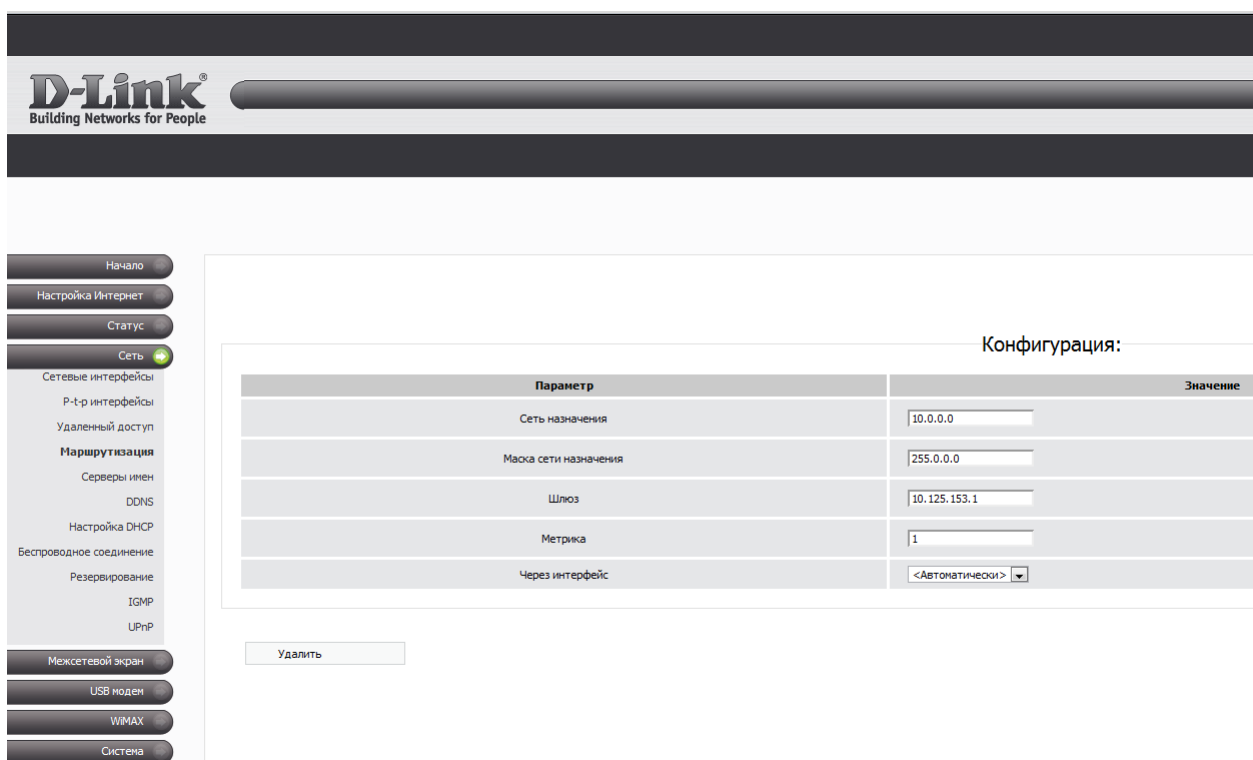 D-Link®
Building Networks for People
Начало
Настройка Интернет
Статус
Сеть
Сетевые интерфейсы
P-t-p интерфейсы
Удаленный доступ
Маршрутизация
Серверы имен
DDNS
Настройка DHCP
Беспроводное соединение
Резервирование
IGMP
UPnP
Межсетевой экран
USB модем
WiMAX
Система
Конфигурация:
Параметр Значение
Сеть назначения 10.0.0.0
Маска сети назначения 255.0.0.0
Шлюз 10.125.153.1
Метрика 1
Через интерфейс <Автоматически>
Удалить